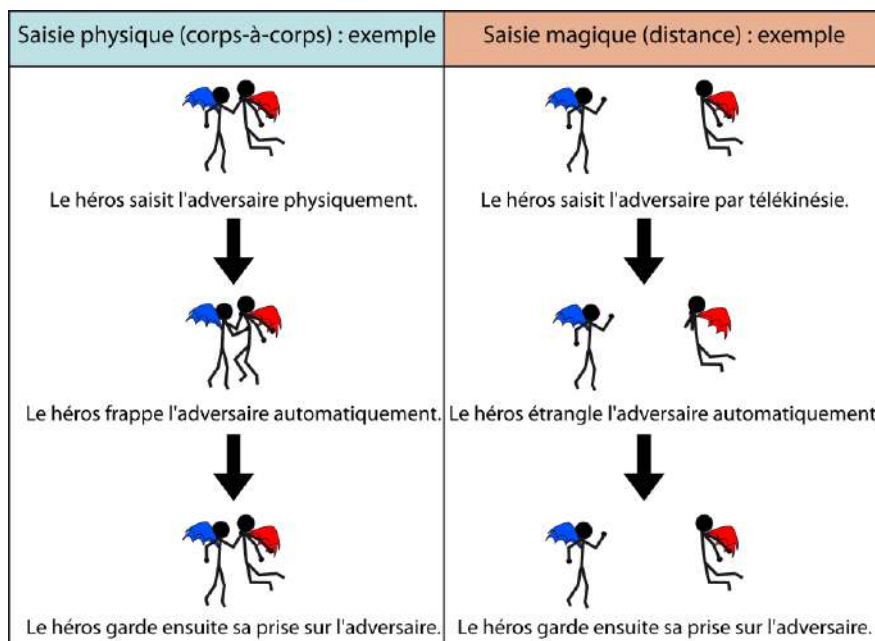 Saisie physique (corps-à-corps) : exemple
Saisie magique (distance) : exemple
Le héros saisit l'adversaire physiquement.
Le héros saisit l'adversaire par télékinésie.
Le héros frappe l'adversaire automatiquement.
Le héros étrangle l'adversaire automatiquement
Le héros garde ensuite sa prise sur l'adversaire.
Le héros garde ensuite sa prise sur l'adversaire.